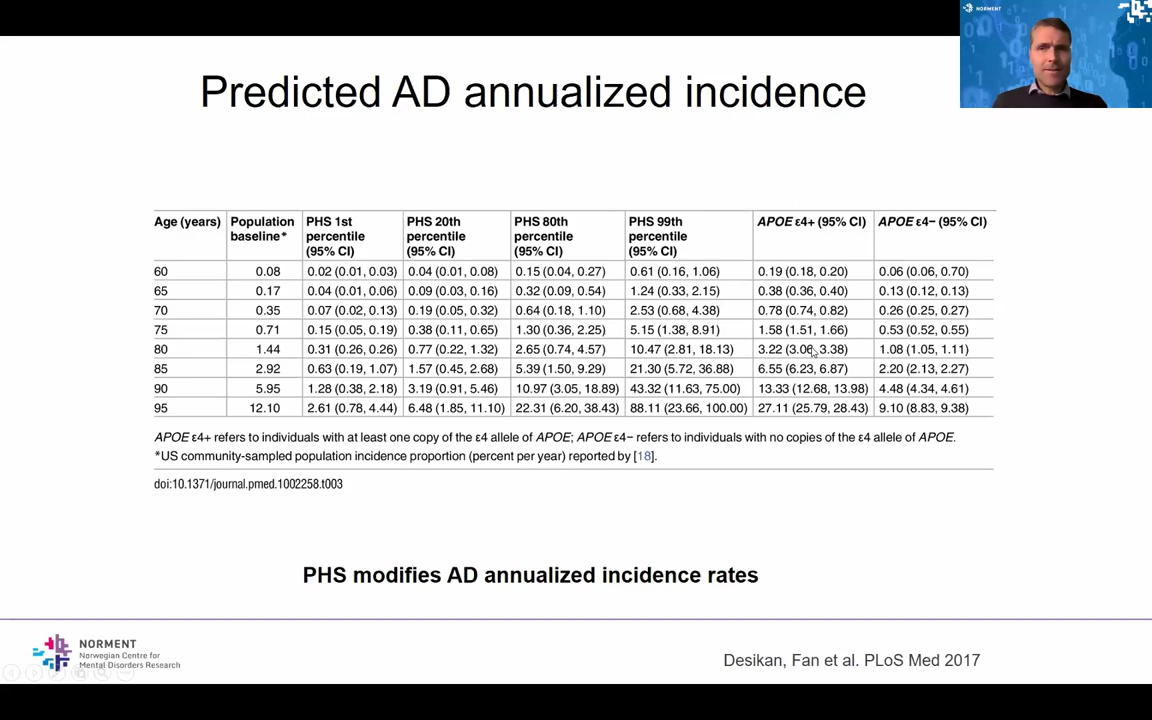 NORMENT
Predicted AD annualized incidence
Age (years) Population baseline* PHS 1st percentile (95% CI) PHS 20th percentile (95% CI) PHS 80th percentile (95% CI) PHS 99th percentile (95% CI) APOE ε4+ (95% CI) APOE ε4− (95% CI)
60 0.08 0.02 (0.01, 0.03) 0.04 (0.01, 0.08) 0.15 (0.04, 0.27) 0.61 (0.16, 1.06) 0.19 (0.18, 0.20) 0.06 (0.06, 0.70)
65 0.17 0.04 (0.01, 0.06) 0.09 (0.03, 0.16) 0.32 (0.09, 0.54) 1.24 (0.33, 2.15) 0.38 (0.36, 0.40) 0.13 (0.12, 0.13)
70 0.35 0.07 (0.02, 0.13) 0.19 (0.05, 0.32) 0.64 (0.18, 1.10) 2.53 (0.68, 4.38) 0.78 (0.74, 0.82) 0.26 (0.25, 0.27)
75 0.71 0.15 (0.05, 0.19) 0.38 (0.11, 0.65) 1.30 (0.36, 2.25) 5.15 (1.38, 8.91) 1.58 (1.51, 1.66) 0.53 (0.52, 0.55)
80 1.44 0.31 (0.26, 0.26) 0.77 (0.22, 1.32) 2.65 (0.74, 4.57) 10.47 (2.81, 18.13) 3.22 (3.06, 3.38) 1.08 (1.05, 1.11)
85 2.92 0.63 (0.19, 1.07) 1.57 (0.45, 2.68) 5.39 (1.50, 9.29) 21.30 (5.72, 36.88) 6.55 (6.23, 6.87) 2.20 (2.13, 2.27)
90 5.95 1.28 (0.38, 2.18) 3.19 (0.91, 5.46) 10.97 (3.05, 18.89) 43.32 (11.63, 75.00) 13.33 (12.68, 13.98) 4.48 (4.34, 4.61)
95 12.10 2.61 (0.78, 4.44) 6.48 (1.85, 11.10) 22.31 (6.20, 38.43) 88.11 (23.66, 100.00) 27.11 (25.79, 28.43) 9.10 (8.83, 9.38)
APOE ε4+ refers to individuals with at least one copy of the ε4 allele of APOE; APOE ε4− refers to individuals with no copies of the ε4 allele of APOE.
*US community-sampled population incidence proportion (percent per year) reported by [18].
doi:10.1371/journal.pmed.1002258.t003
PHS modifies AD annualized incidence rates
NORMENT
Norwegian Centre for
Mental Disorders Research
Desikan, Fan et al. PLoS Med 2017